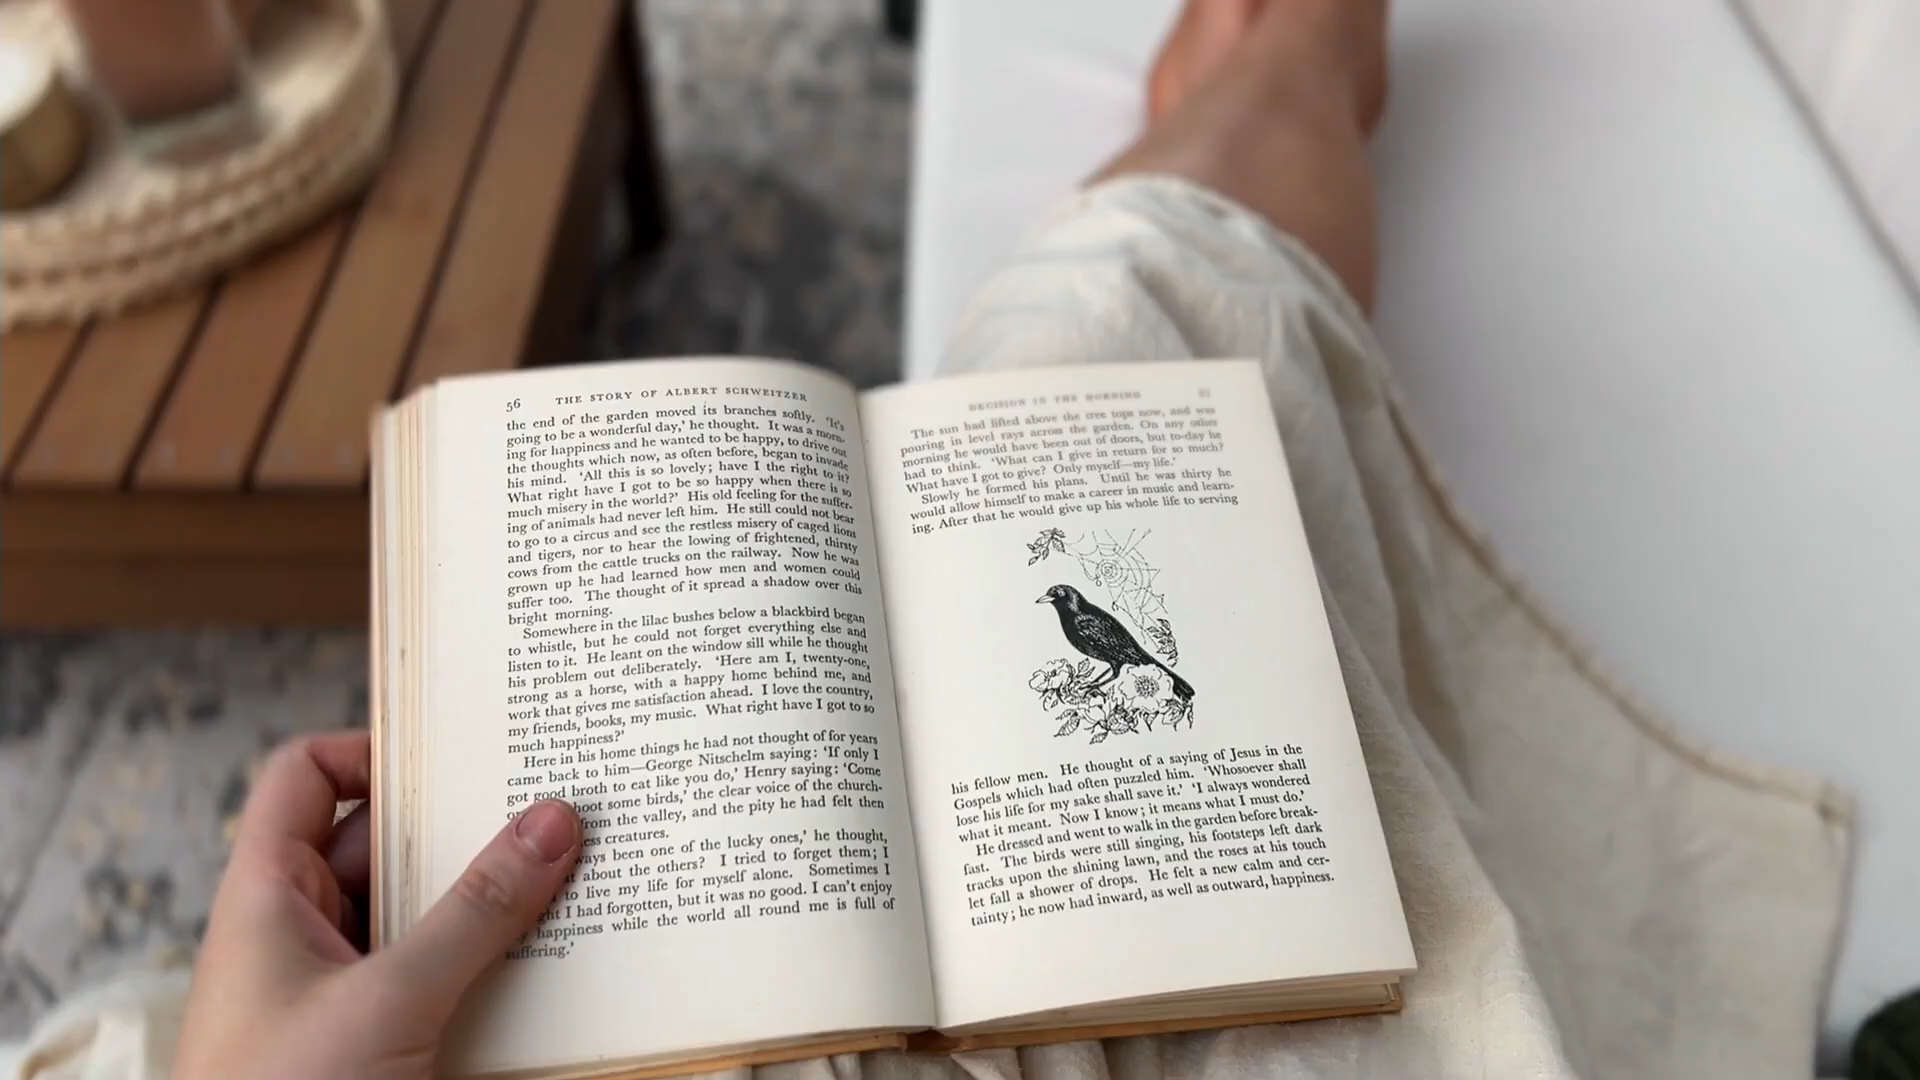 56 THE STORY OF ALBERT SCHWEITZER
the end of the garden moved its branches softly. 'It's
going to be a wonderful day,' he thought. It was a morn-
ing for happiness and he wanted to be happy, to drive out
the thoughts which now, as often before, began to invade
his mind. 'All this is so lovely; have I the right to it?
What right have I got to be so happy when there is so
much misery in the world?' His old feeling for the suffer-
ing of animals had never left him. He still could not bear
to go to a circus and see the restless misery of caged lions
and tigers, nor to hear the lowing of frightened, thirsty
cows from the cattle trucks on the railway. Now he was
grown up he had learned how men and women could
suffer too. The thought of it spread a shadow over this
bright morning.
Somewhere in the lilac bushes below a blackbird began
to whistle, but he could not forget everything else and
listen to it. He leant on the window sill while he thought
his problem out deliberately. 'Here am I, twenty-one,
strong as a horse, with a happy home behind me, and
work that gives me satisfaction ahead. I love the country,
my friends, books, my music. What right have I got to so
much happiness?'
Here in his home things he had not thought of for years
came back to him—George Nitschelm saying: 'If only I
got good broth to eat like you do,' Henry saying: 'Come
hoot some birds,' the clear voice of the church-
from the valley, and the pity he had felt then
ess creatures.
ways been one of the lucky ones,' he thought,
t about the others? I tried to forget them; I
to live my life for myself alone. Sometimes I
ght I had forgotten, but it was no good. I can't enjoy
y happiness while the world all round me is full of
suffering.'
DECISION IN THE MORNING
The sun had lifted above the tree tops now, and was
pouring in level rays across the garden. On any other
morning he would have been out of doors, but to-day he
had to think. 'What can I give in return for so much?
What have I got to give? Only myself—my life.'
Slowly he formed his plans. Until he was thirty he
would allow himself to make a career in music and learn-
ing. After that he would give up his whole life to serving
his fellow men. He thought of a saying of Jesus in the
Gospels which had often puzzled him. 'Whosoever shall
lose his life for my sake shall save it.' 'I always wondered
what it meant. Now I know; it means what I must do.'
He dressed and went to walk in the garden before break-
fast. The birds were still singing, his footsteps left dark
tracks upon the shining lawn, and the roses at his touch
let fall a shower of drops. He felt a new calm and cer-
tainty; he now had inward, as well as outward, happiness.